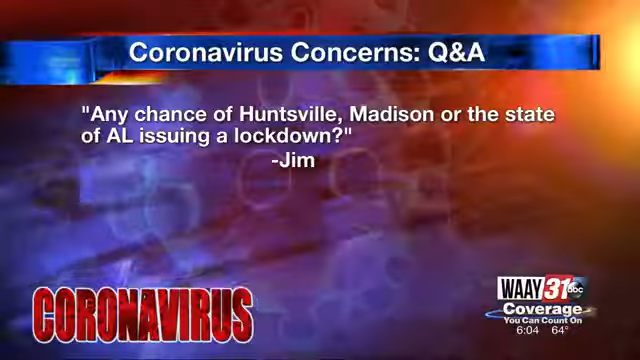 Coronavirus Concerns: Q&A
"Any chance of Huntsville, Madison or the state
of AL issuing a lockdown?"
-Jim
CORONAVIRUS
WAAY 31 abc
Coverage
You Can Count On
6:04 64°